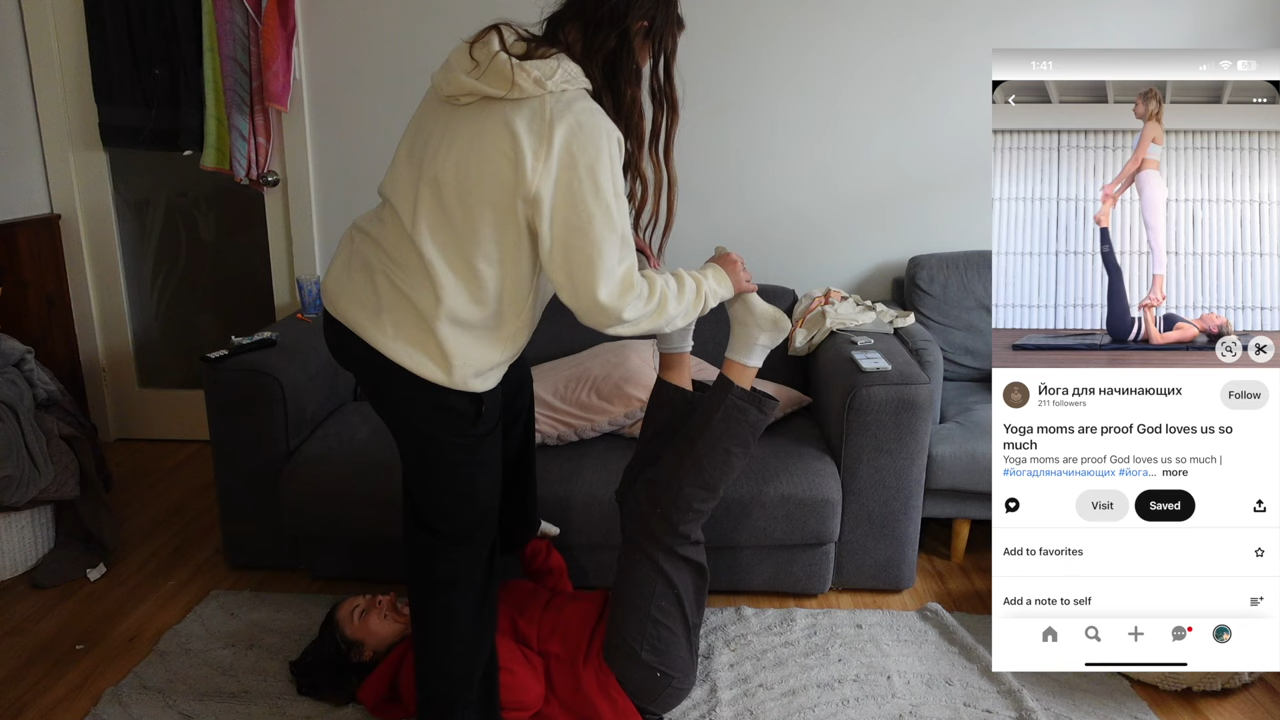 1:41
Йога для начинающих
211 followers
Follow
Yoga moms are proof God loves us so
much
Yoga moms are proof God loves us so much |
#йогадляначинающих #йога... more
Visit
Saved
Add to favorites
Add a note to self